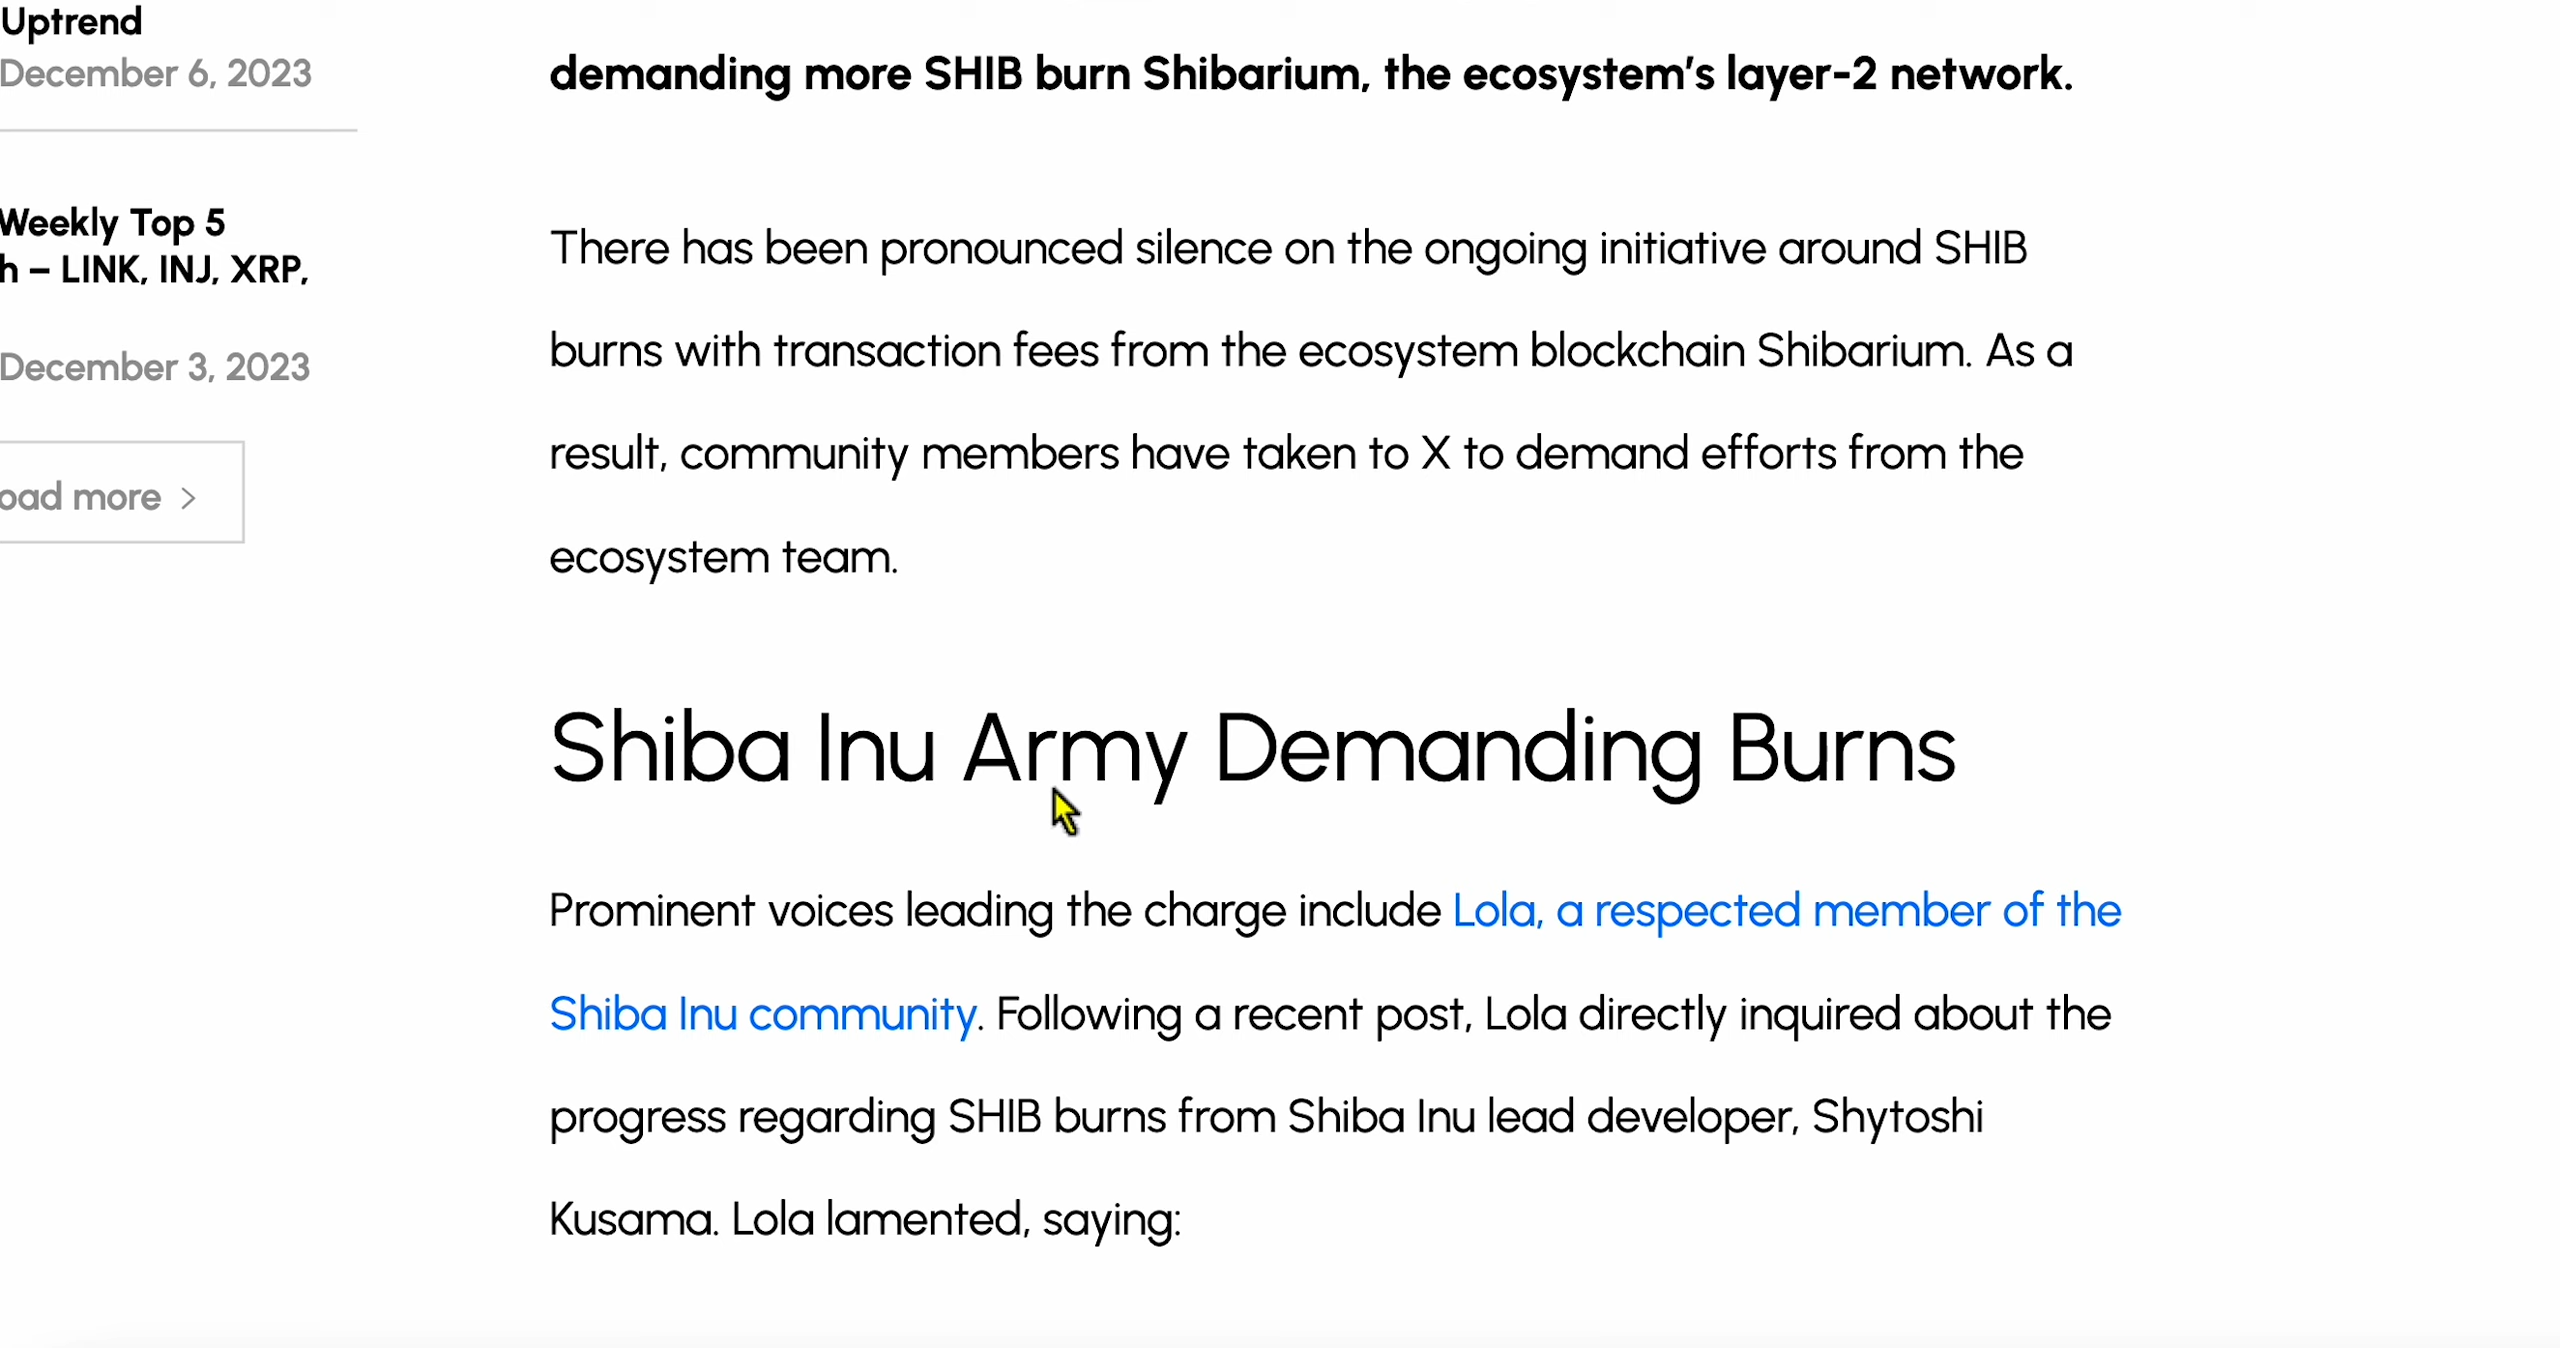 Uptrend
December 6, 2023
Weekly Top 5
h – LINK, INJ, XRP,
December 3, 2023
oad more >
demanding more SHIB burn Shibarium, the ecosystem's layer-2 network.
There has been pronounced silence on the ongoing initiative around SHIB
burns with transaction fees from the ecosystem blockchain Shibarium. As a
result, community members have taken to X to demand efforts from the
ecosystem team.
Shiba Inu Army Demanding Burns
Prominent voices leading the charge include Lola, a respected member of the
Shiba Inu community. Following a recent post, Lola directly inquired about the
progress regarding SHIB burns from Shiba Inu lead developer, Shytoshi
Kusama. Lola lamented, saying: